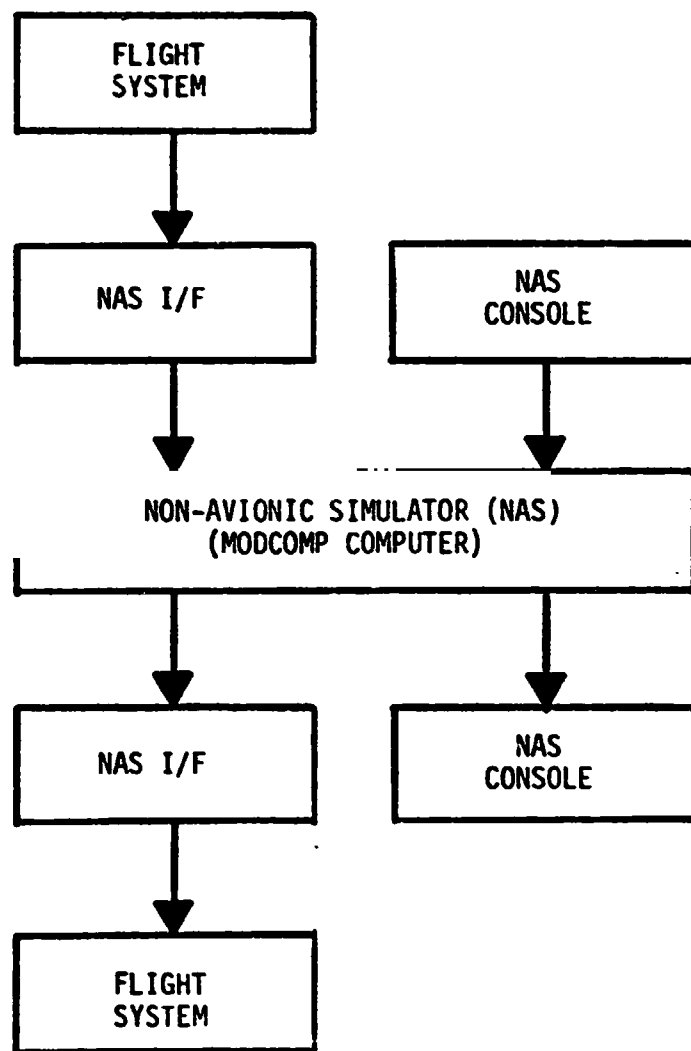 FLIGHT
SYSTEM
NAS I/F
NAS
CONSOLE
NON-AVIONIC SIMULATOR (NAS)
(MODCOMP COMPUTER)
NAS I/F
NAS
CONSOLE
FLIGHT
SYSTEM